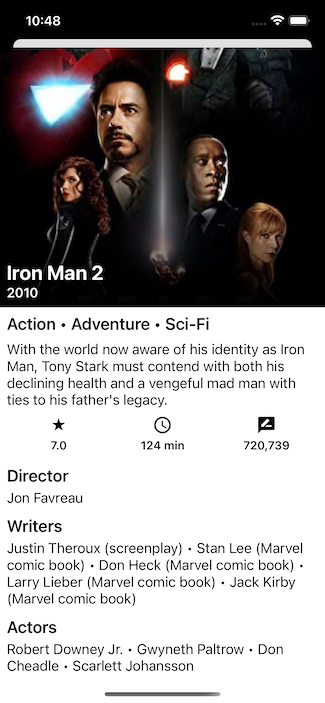 10:48
Iron Man 2
2010
Action • Adventure • Sci-Fi
With the world now aware of his identity as Iron
Man, Tony Stark must contend with both his
declining health and a vengeful mad man with
ties to his father's legacy.
7.0
124 min
720,739
Director
Jon Favreau
Writers
Justin Theroux (screenplay) • Stan Lee (Marvel
comic book) • Don Heck (Marvel comic book) •
Larry Lieber (Marvel comic book) • Jack Kirby
(Marvel comic book)
Actors
Robert Downey Jr. • Gwyneth Paltrow • Don
Cheadle • Scarlett Johansson